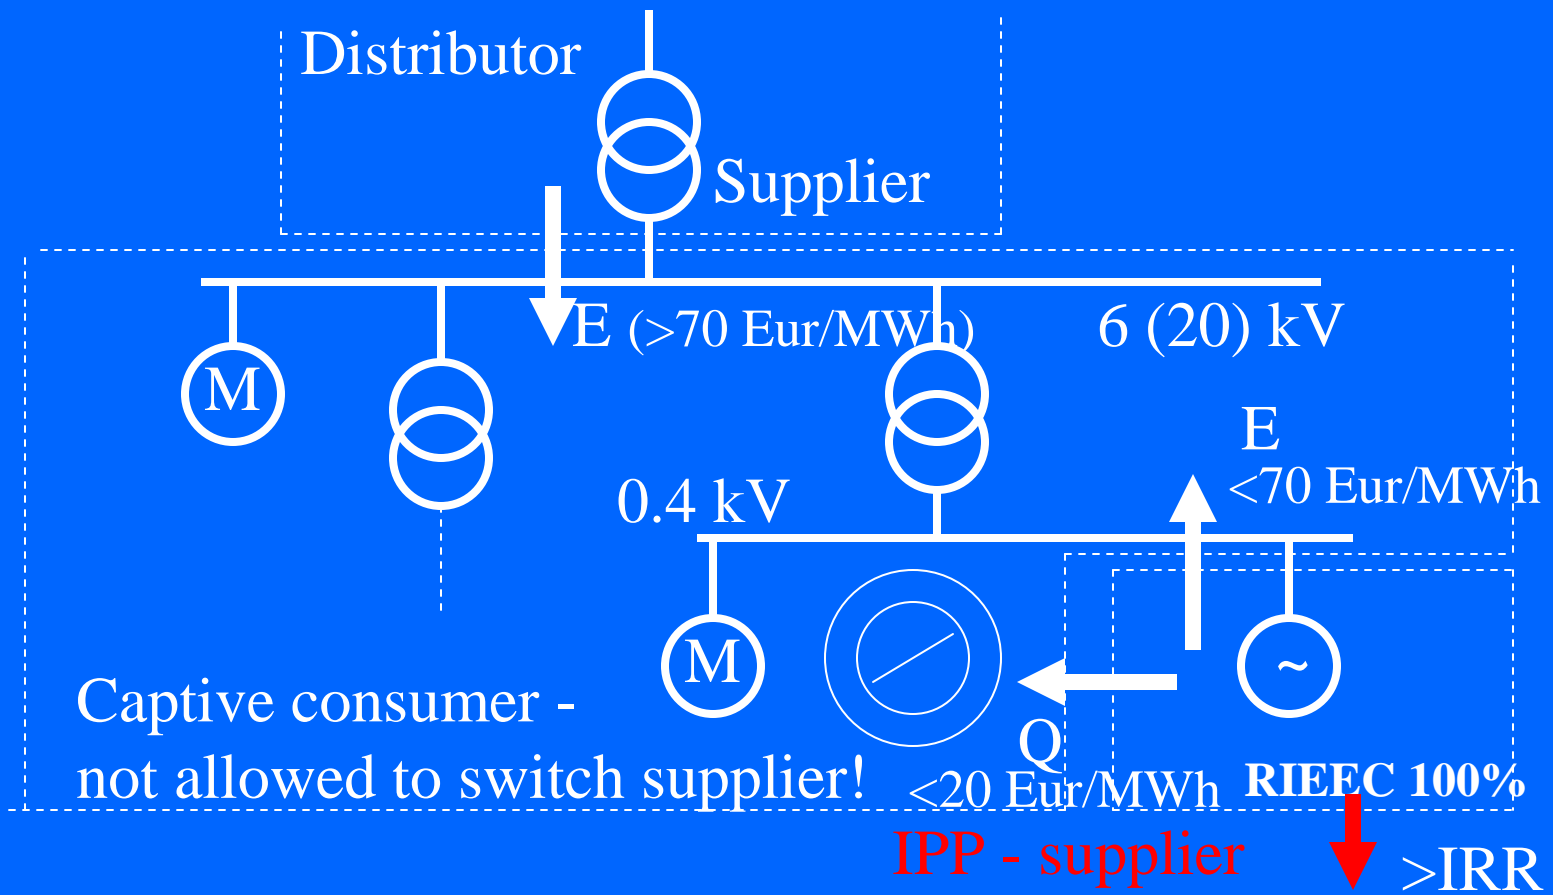 Distributor
Supplier
E (>70 Eur/MWh)
6 (20) kV
M
E
<70 Eur/MWh
0.4 kV
M
~
Captive consumer -
not allowed to switch supplier!
Q
<20 Eur/MWh
RIEEC 100%
IPP - supplier
>IRR